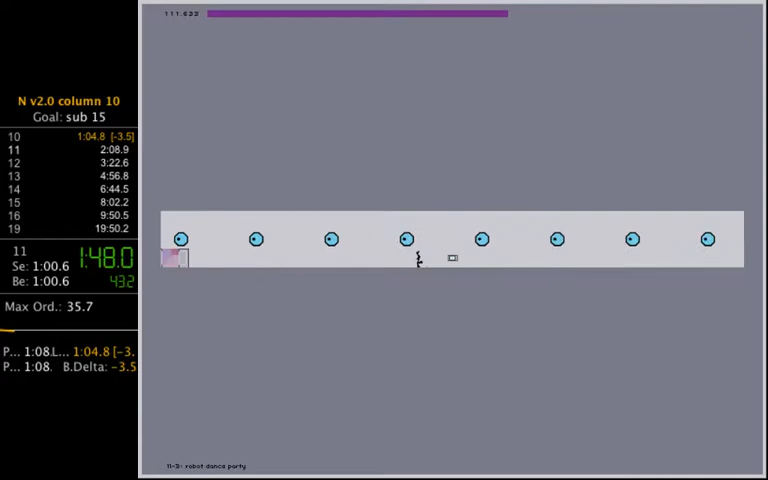 111.633
N v2.0 column 10
Goal: sub 15
10 1:04.8 [-3.5]
11 2:08.9
12 3:22.6
13 4:56.8
14 6:44.5
15 8:02.2
16 9:50.5
19 19:50.2
11 1:48.0
Se: 1:00.6
Be: 1:00.6 432
Max Ord.: 35.7
P... 1:08.L... 1:04.8 [-3.
P... 1:08. B.Delta: -3.5
11-3: robot dance party